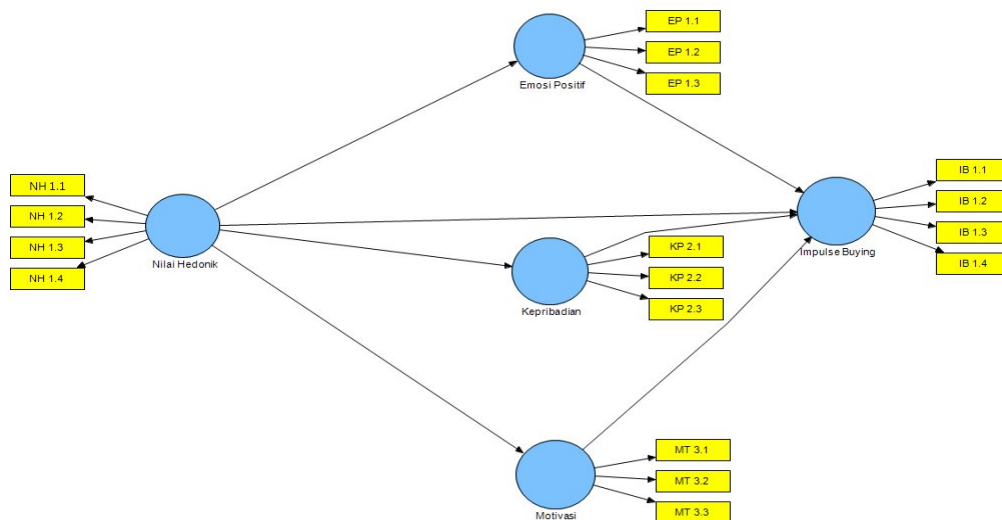 EP 1.1
EP 1.2
EP 1.3
Emosi Positif
NH 1.1
NH 1.2
NH 1.3
NH 1.4
Nilai Hedonik
IB 1.1
IB 1.2
IB 1.3
IB 1.4
Impulse Buying
KP 2.1
KP 2.2
KP 2.3
Kepribadian
MT 3.1
MT 3.2
MT 3.3
Motivasi